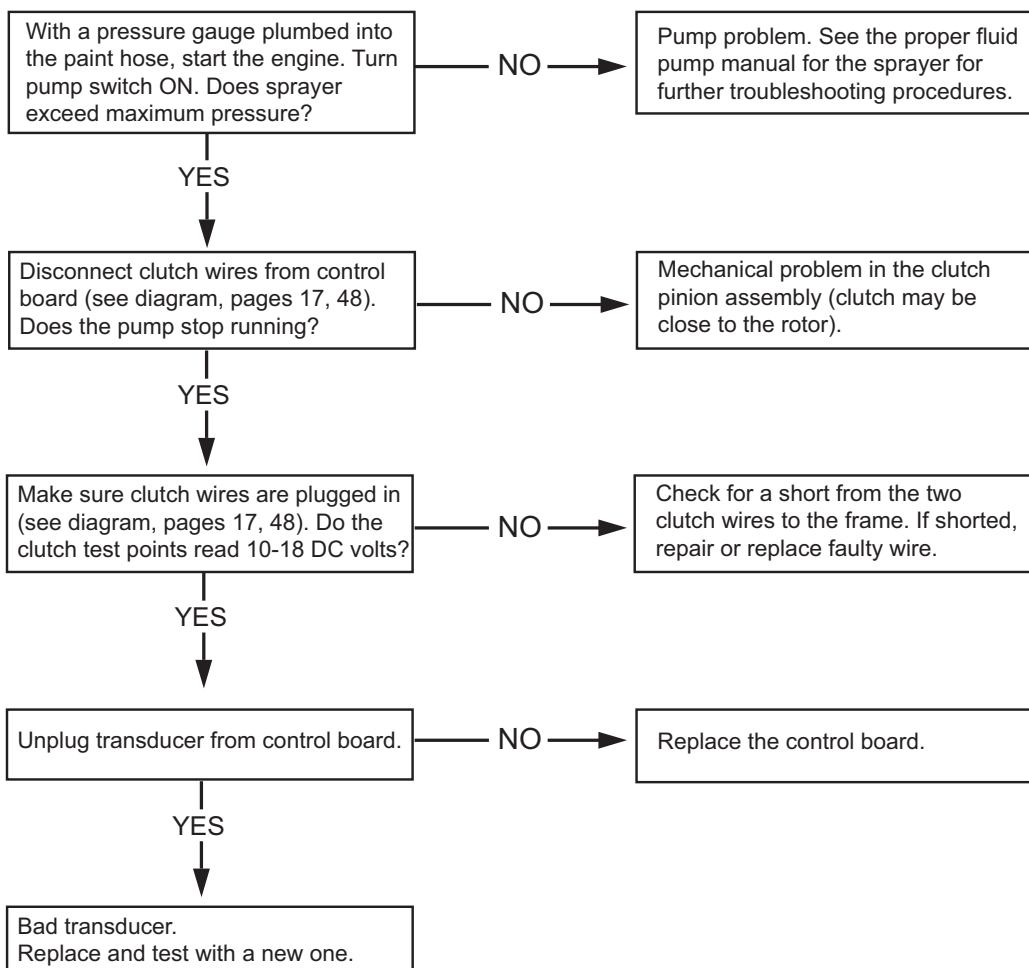 With a pressure gauge plumbed into
the paint hose, start the engine. Turn
pump switch ON. Does sprayer
exceed maximum pressure?
NO
Pump problem. See the proper fluid
pump manual for the sprayer for
further troubleshooting procedures.
YES
Disconnect clutch wires from control
board (see diagram, pages 17, 48).
Does the pump stop running?
NO
Mechanical problem in the clutch
pinion assembly (clutch may be
close to the rotor).
YES
Make sure clutch wires are plugged in
(see diagram, pages 17, 48). Do the
clutch test points read 10-18 DC volts?
NO
Check for a short from the two
clutch wires to the frame. If shorted,
repair or replace faulty wire.
YES
Unplug transducer from control board.
NO
Replace the control board.
YES
Bad transducer.
Replace and test with a new one.